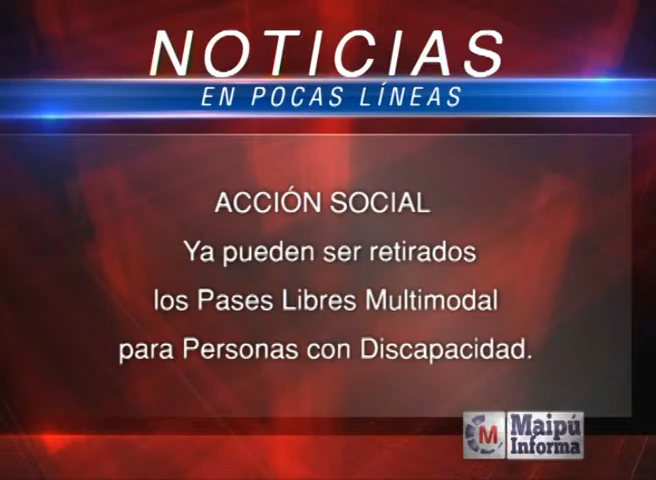 NOTICIAS
EN POCAS LÍNEAS
ACCIÓN SOCIAL
Ya pueden ser retirados
los Pases Libres Multimodal
para Personas con Discapacidad.
M
Maipú
Informa